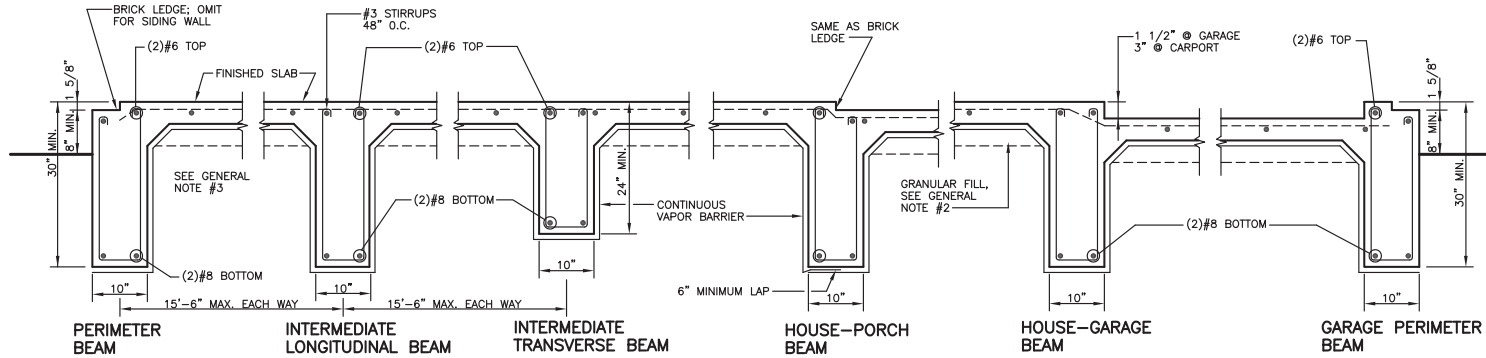 BRICK LEDGE; OMIT
FOR SIDING WALL
(2)#6 TOP
FINISHED SLAB
#3 STIRRUPS
48" O.C.
(2)#6 TOP
SAME AS BRICK
LEDGE
1 1/2" @ GARAGE
3" @ CARPORT
(2)#6 TOP
1 5/8"
8" MIN.
30" MIN.
SEE GENERAL
NOTE #3
(2)#8 BOTTOM
24" MIN.
CONTINUOUS
VAPOR BARRIER
GRANULAR FILL,
SEE GENERAL
NOTE #2
(2)#8 BOTTOM
1 5/8"
8" MIN.
30" MIN.
(2)#8 BOTTOM
6" MINIMUM LAP
10"
10"
10"
10"
10"
10"
15'-6" MAX. EACH WAY
15'-6" MAX. EACH WAY
PERIMETER
BEAM
INTERMEDIATE
LONGITUDINAL BEAM
INTERMEDIATE
TRANSVERSE BEAM
HOUSE-PORCH
BEAM
HOUSE-GARAGE
BEAM
GARAGE PERIMETER
BEAM